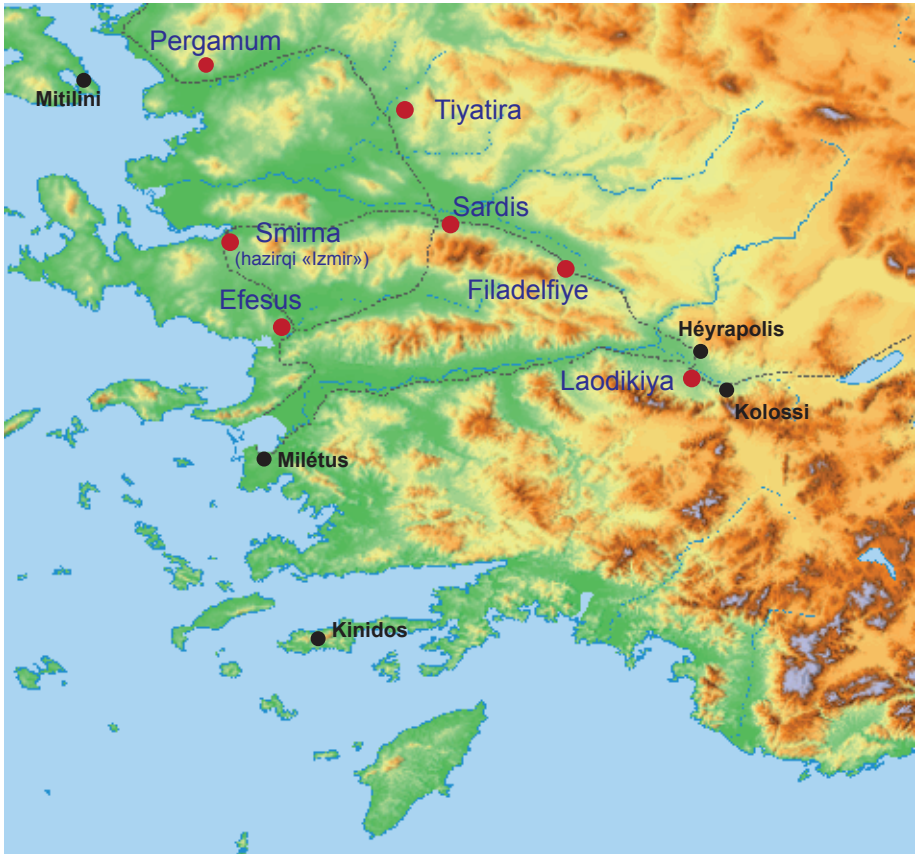 Pergamum
Mitilini
Tiyatira
Sardis
Smirna
(hazirqi «Izmir»)
Filadelfiye
Efesus
Héyrapolis
Laodikiya
Kolossi
Milétus
Kinidos